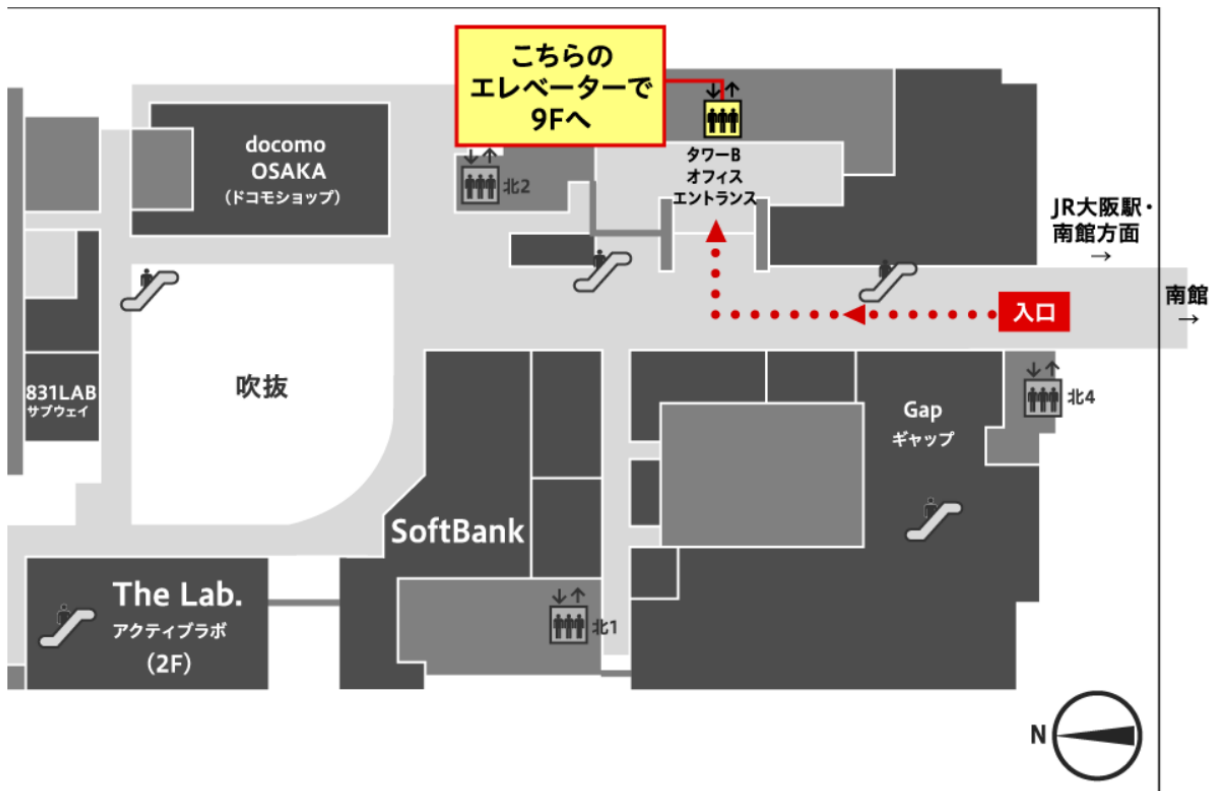 こちらの
エレベーターで
9Fへ
docomo
OSAKA
(ドコモショップ)
北2
タワーB
オフィス
エントランス
JR大阪駅・
南館方面
→
南館
→
入口
831LAB
サブウェイ
吹抜
Gap
ギャップ
北4
SoftBank
The Lab.
アクティブラボ
(2F)
北1
N